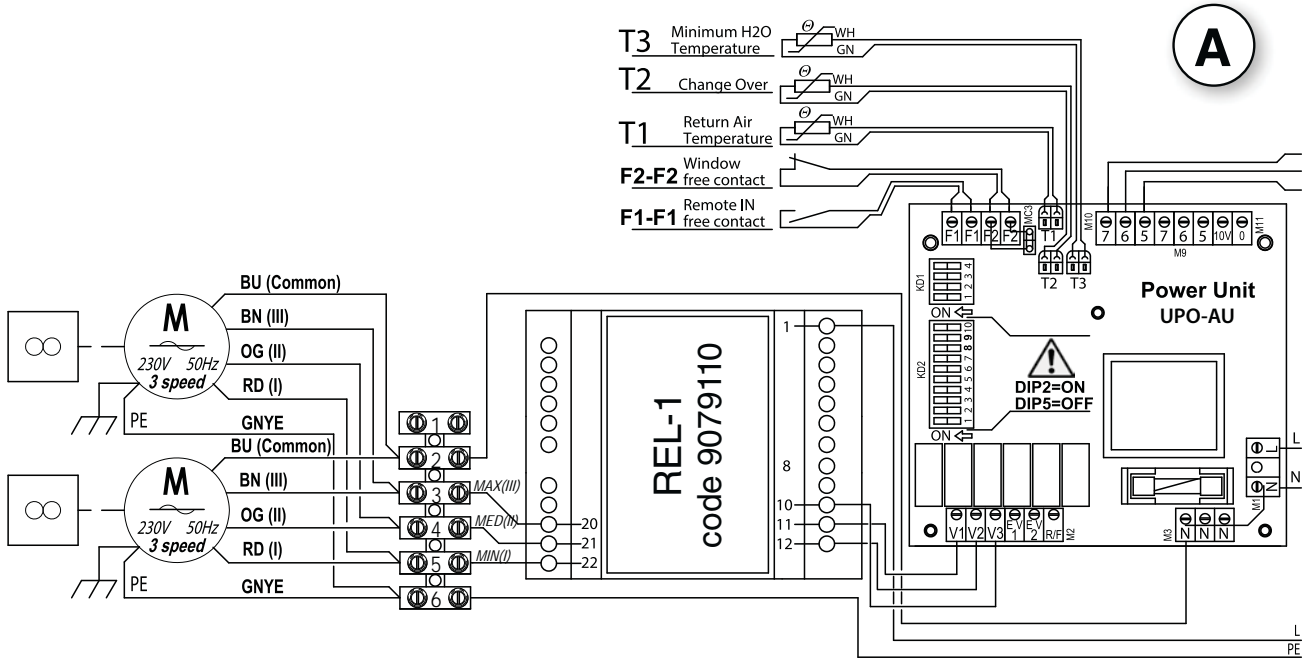 A
T3 Minimum H2O Temperature
Θ WH
GN
T2 Change Over
Θ WH
GN
T1 Return Air Temperature
Θ WH
GN
F2-F2 Window free contact
F1-F1 Remote IN free contact
F1 F1 F2 F2
MC3
T1
T2 T3
M10
7 6 5 7 6 5 10V 0
M9
M11
KD1
1 2 3 4
ON
KD2
1 2 3 4 5 6 7 8 9 10
ON
Power Unit
UPO-AU
DIP2=ON
DIP5=OFF
L
N
L
N
M1
M3
N N N
V1 V2 V3 EV1 EV2 R/F M2
BU (Common)
BN (III)
OG (II)
RD (I)
GNYE
M
230V 50Hz
3 speed
PE
BU (Common)
BN (III)
OG (II)
RD (I)
GNYE
M
230V 50Hz
3 speed
PE
1
2
3
4
5
6
MAX(III)
MED(II)
MIN(I)
20
21
22
REL-1
code 9079110
1
8
10
11
12
L
PE